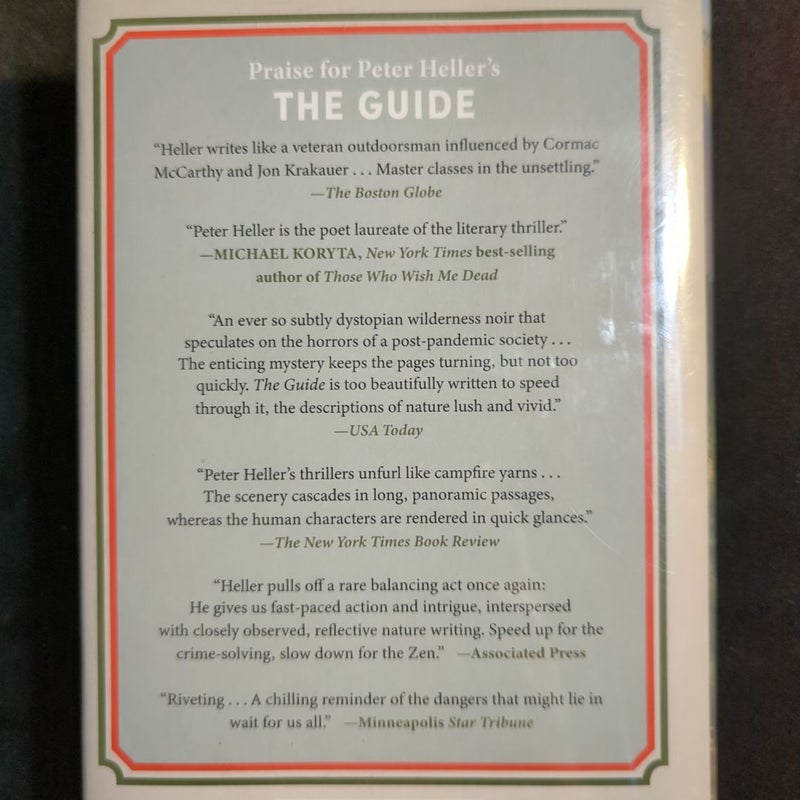 Praise for Peter Heller's
THE GUIDE
“Heller writes like a veteran outdoorsman influenced by Cormac
McCarthy and Jon Krakauer . . . Master classes in the unsettling.”
—The Boston Globe
“Peter Heller is the poet laureate of the literary thriller.”
—MICHAEL KORYTA, New York Times best-selling
author of Those Who Wish Me Dead
“An ever so subtly dystopian wilderness noir that
speculates on the horrors of a post-pandemic society . . .
The enticing mystery keeps the pages turning, but not too
quickly. The Guide is too beautifully written to speed
through it, the descriptions of nature lush and vivid.”
—USA Today
“Peter Heller's thrillers unfurl like campfire yarns . . .
The scenery cascades in long, panoramic passages,
whereas the human characters are rendered in quick glances.”
—The New York Times Book Review
“Heller pulls off a rare balancing act once again:
He gives us fast-paced action and intrigue, interspersed
with closely observed, reflective nature writing. Speed up for the
crime-solving, slow down for the Zen.” —Associated Press
“Riveting . . . A chilling reminder of the dangers that might lie in
wait for us all.” —Minneapolis Star Tribune